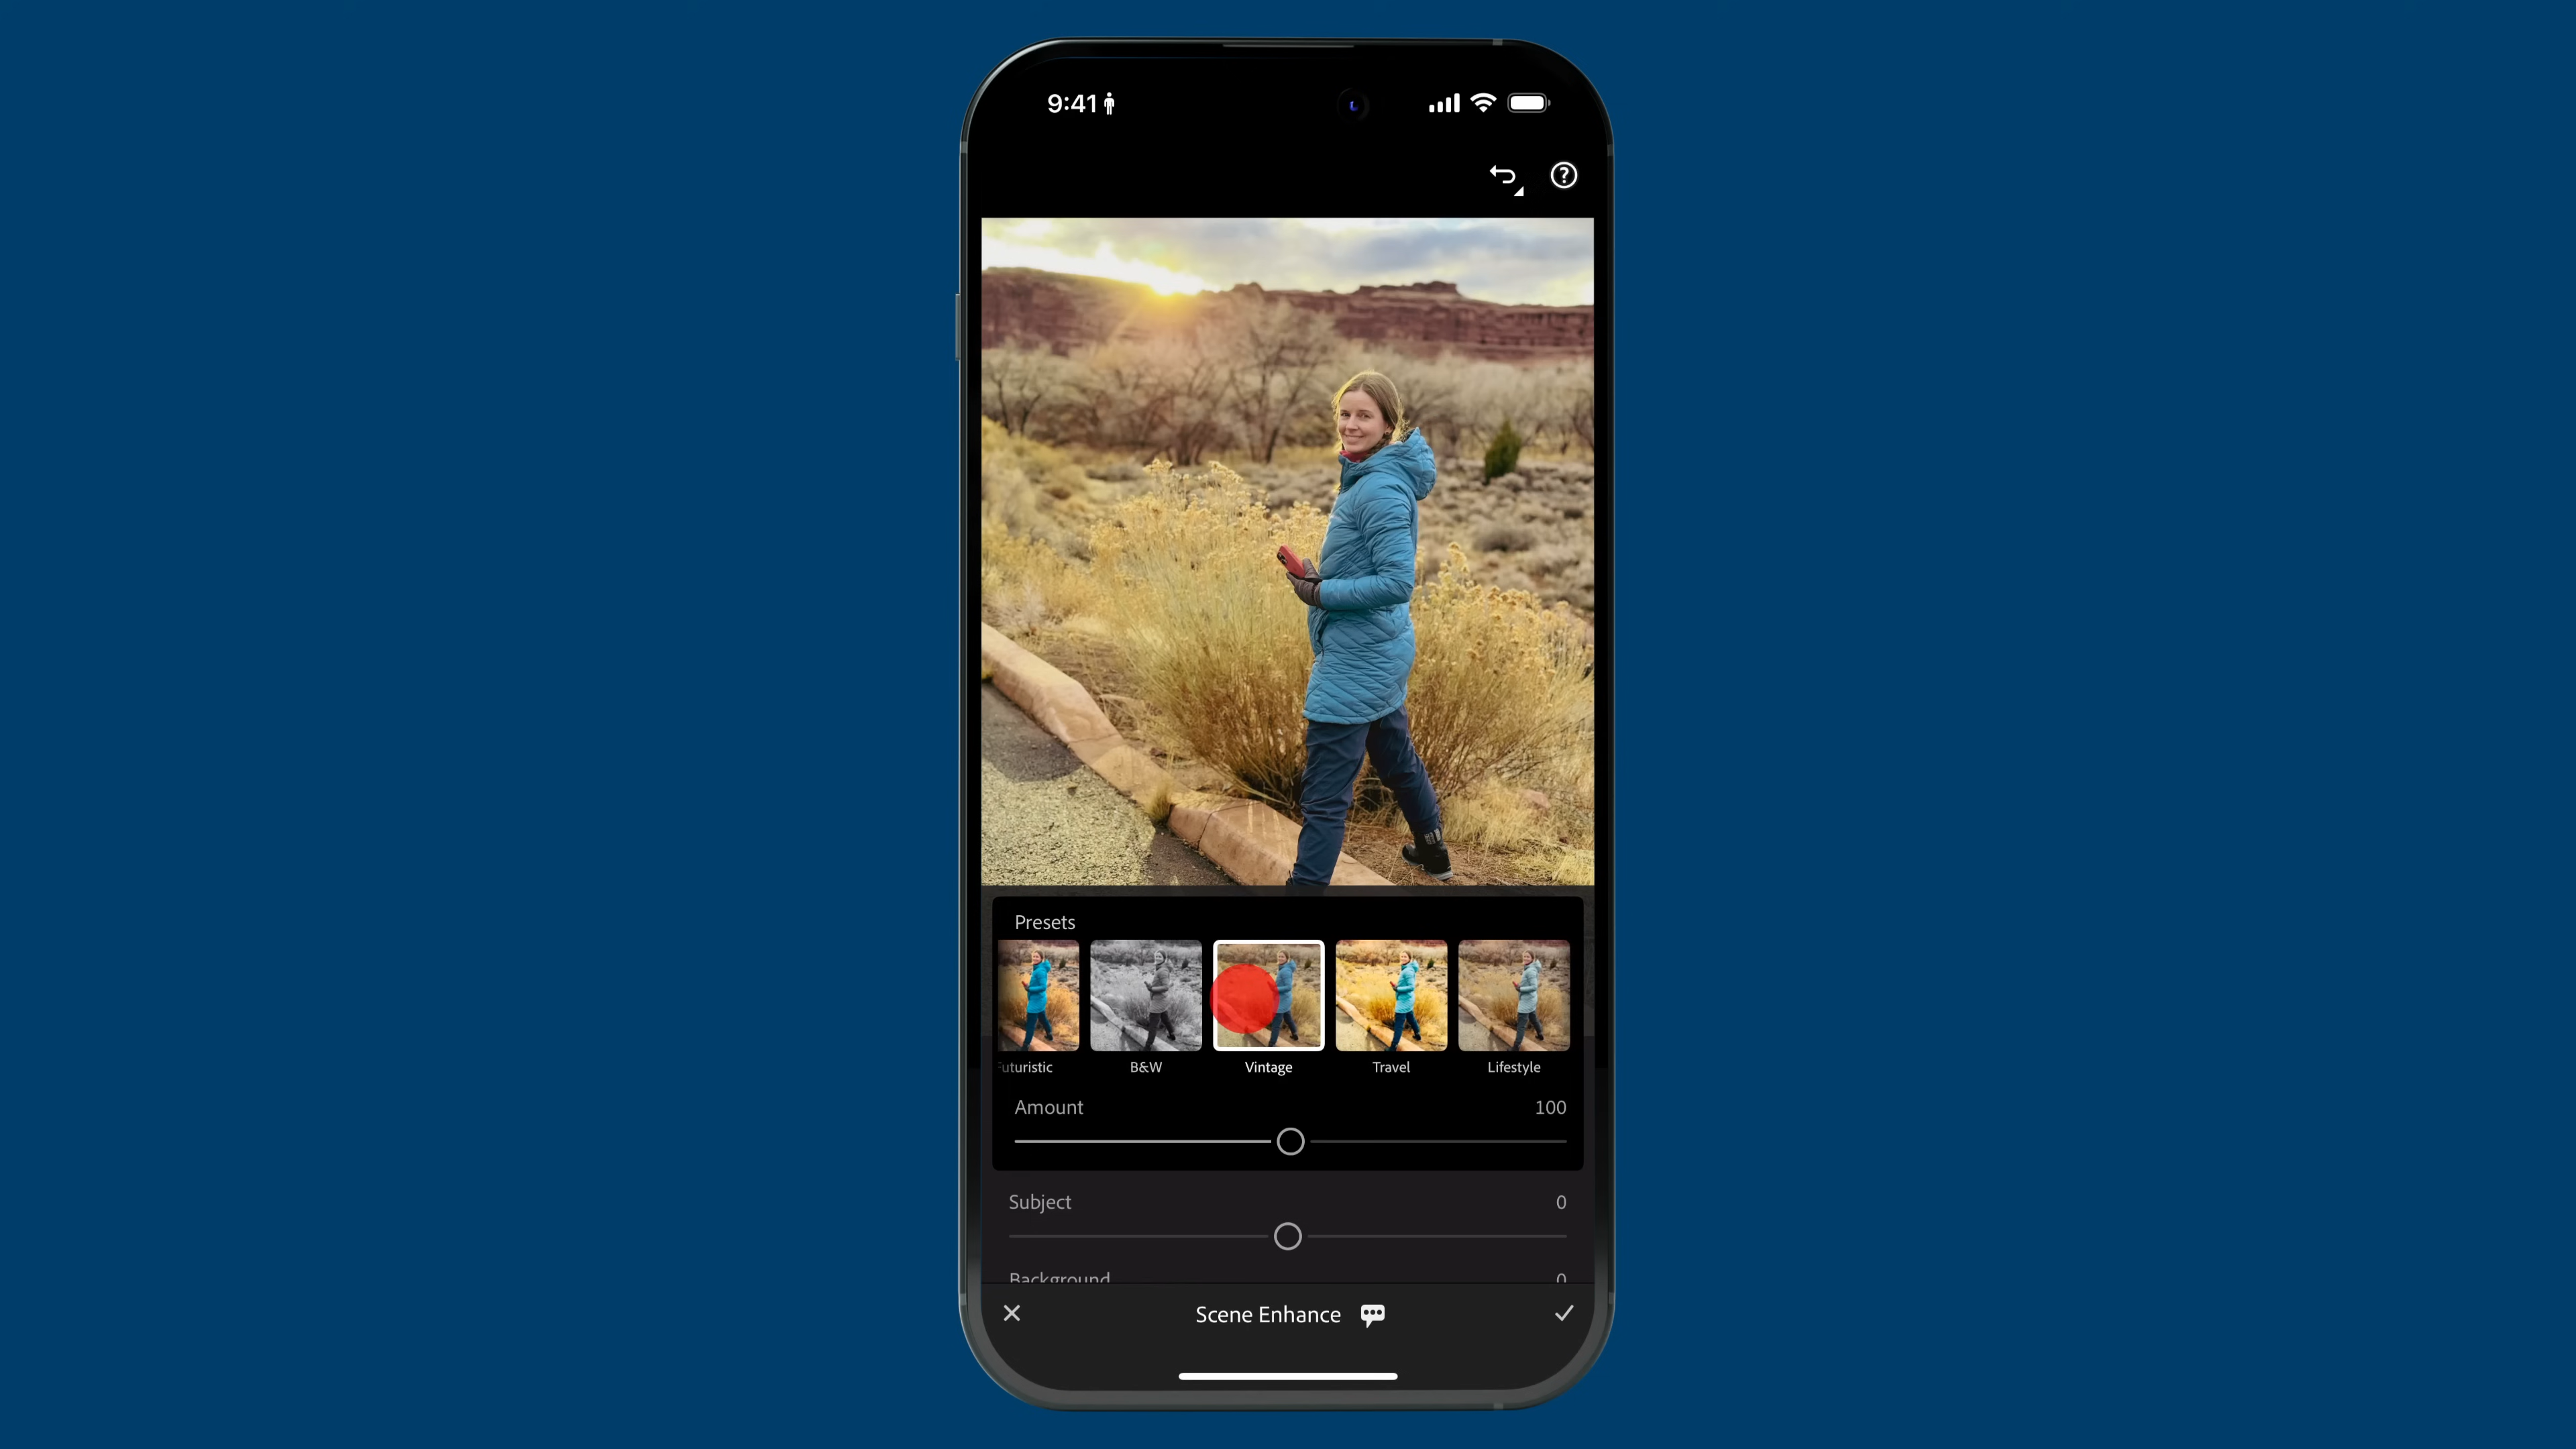 9:41
Presets
uturistic B&W Vintage Travel Lifestyle
Amount 100
Subject 0
Background 0
Scene Enhance